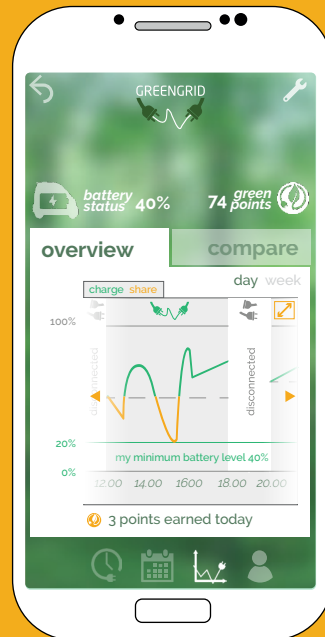 GREENGRID
battery status 40%
74 green points
overview
compare
day week
charge share
100%
disconnected
disconnected
20%
my minimum battery level 40%
0%
12.00 14.00 1600 18.00 20.00
3 points earned today